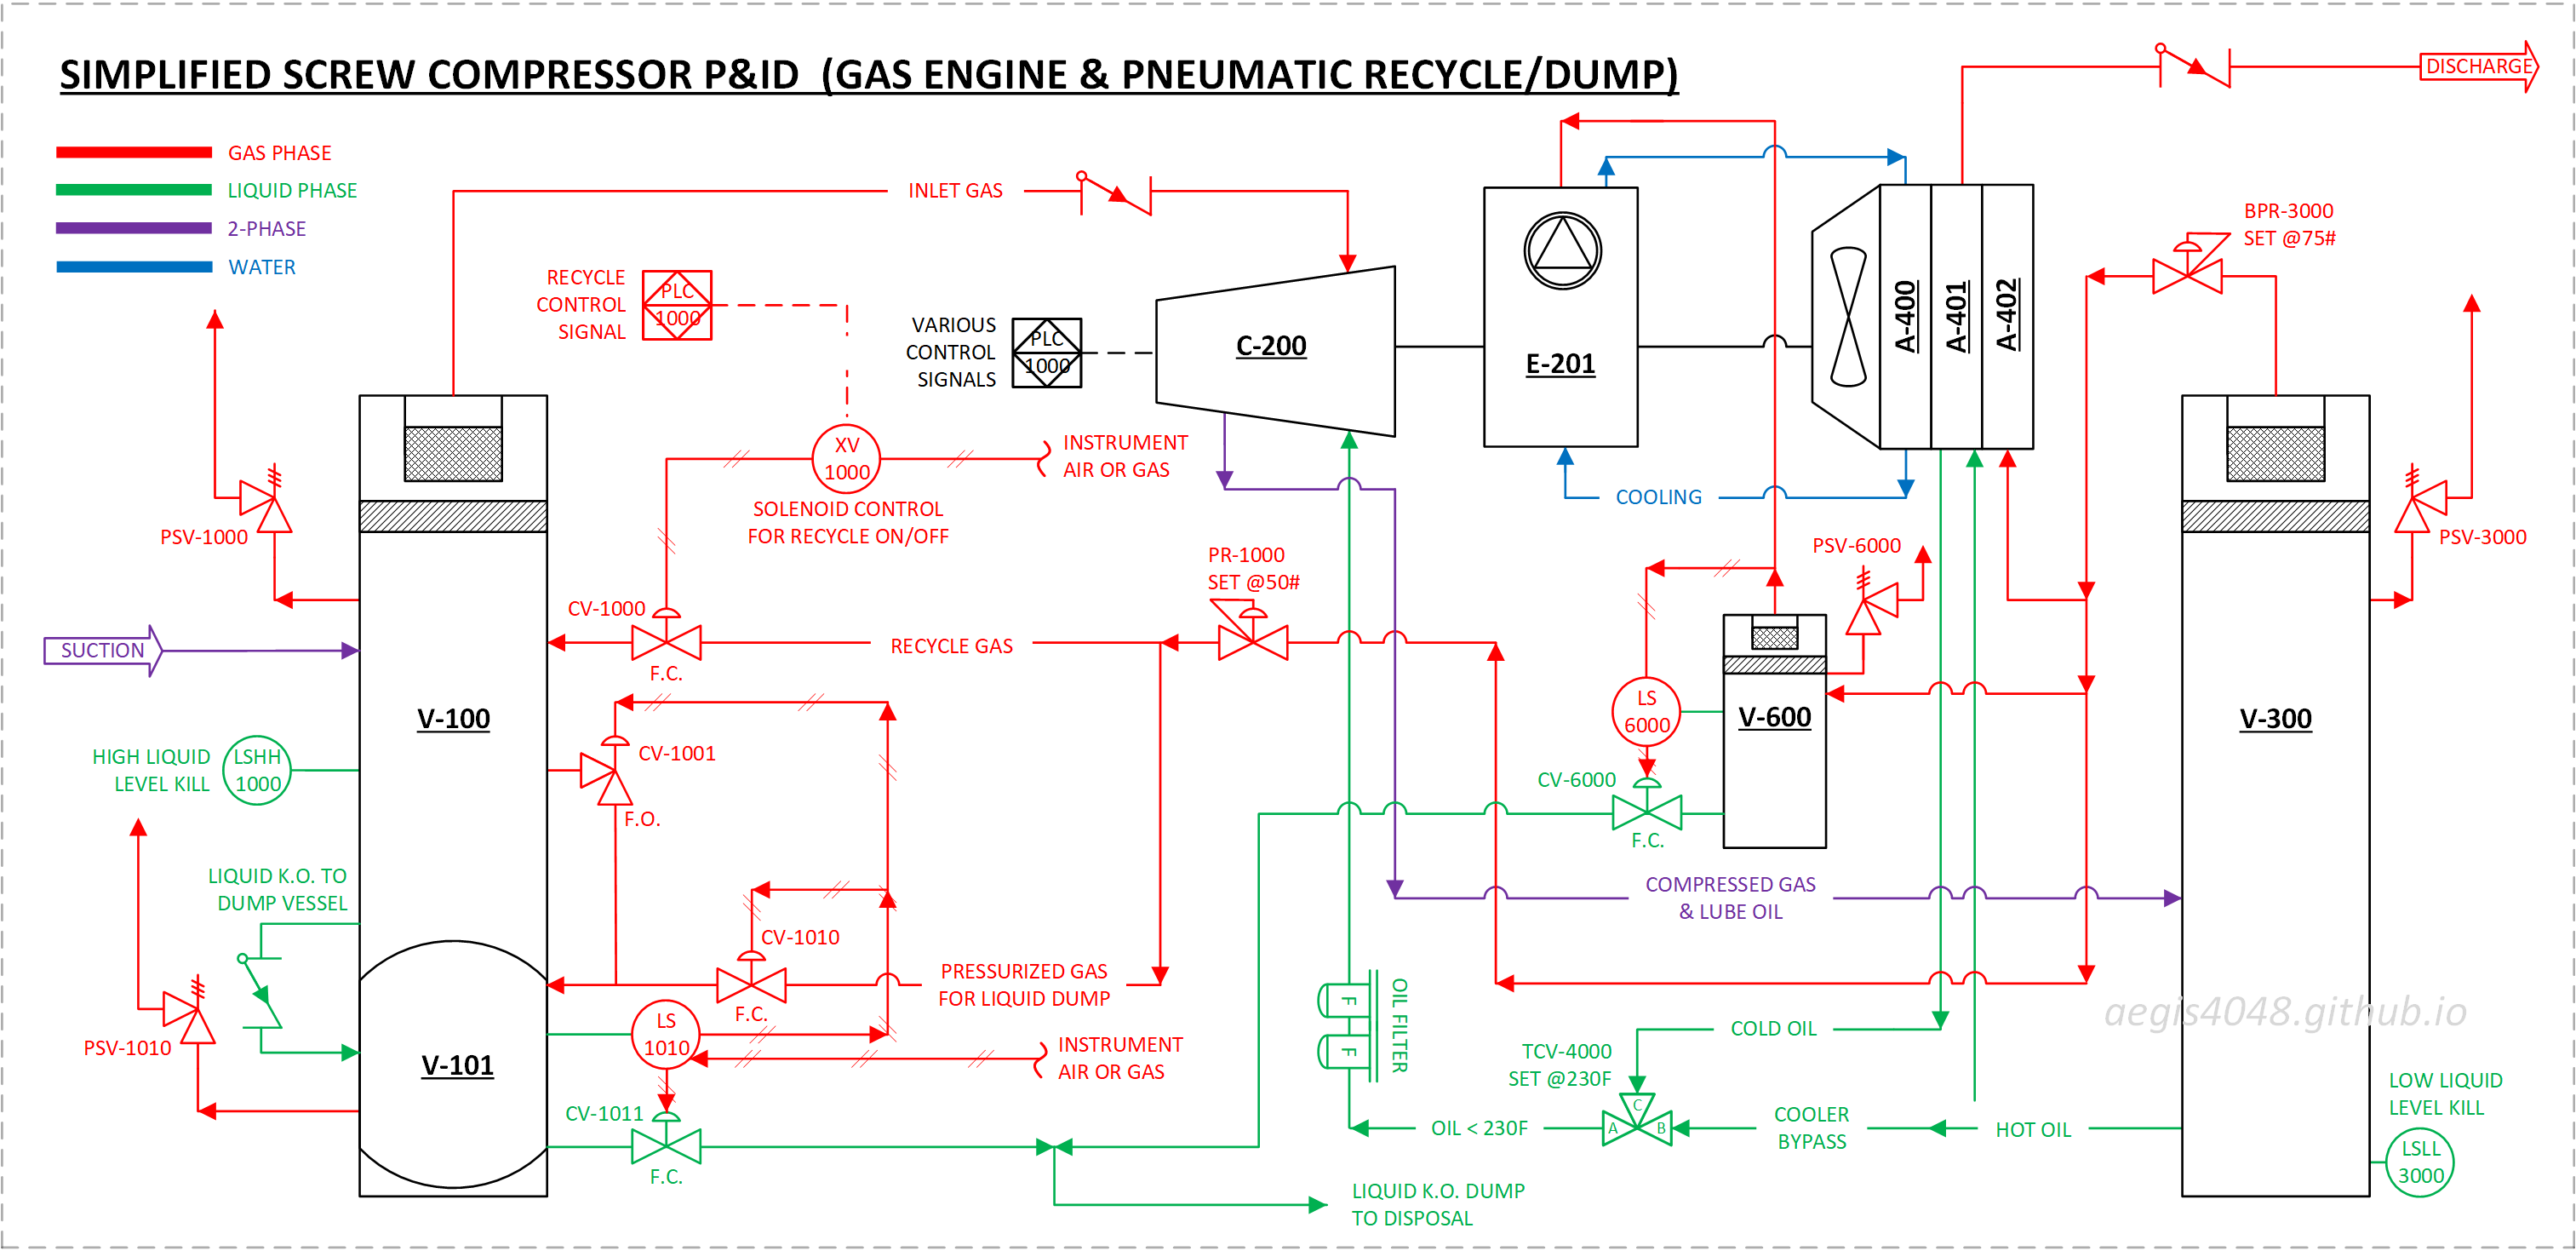 SIMPLIFIED SCREW COMPRESSOR P&ID (GAS ENGINE & PNEUMATIC RECYCLE/DUMP)
DISCHARGE
GAS PHASE
LIQUID PHASE
2-PHASE
WATER
INLET GAS
BPR-3000
SET @75#
RECYCLE
CONTROL
SIGNAL
PLC
1000
VARIOUS
CONTROL
SIGNALS
PLC
1000
C-200
E-201
A-400
A-401
A-402
XV
1000
INSTRUMENT
AIR OR GAS
SOLENOID CONTROL
FOR RECYCLE ON/OFF
COOLING
PSV-1000
PSV-3000
PR-1000
SET @50#
PSV-6000
CV-1000
F.C.
RECYCLE GAS
SUCTION
V-100
LS
6000
V-600
V-300
HIGH LIQUID
LEVEL KILL
LSHH
1000
CV-1001
F.O.
CV-6000
F.C.
LIQUID K.O. TO
DUMP VESSEL
COMPRESSED GAS
& LUBE OIL
CV-1010
F.C.
PRESSURIZED GAS
FOR LIQUID DUMP
OIL FILTER
F
F
aegis4048.github.io
LS
1010
INSTRUMENT
AIR OR GAS
COLD OIL
PSV-1010
V-101
TCV-4000
SET @230F
CV-1011
F.C.
C
A
B
OIL < 230F
COOLER
BYPASS
HOT OIL
LOW LIQUID
LEVEL KILL
LSLL
3000
LIQUID K.O. DUMP
TO DISPOSAL